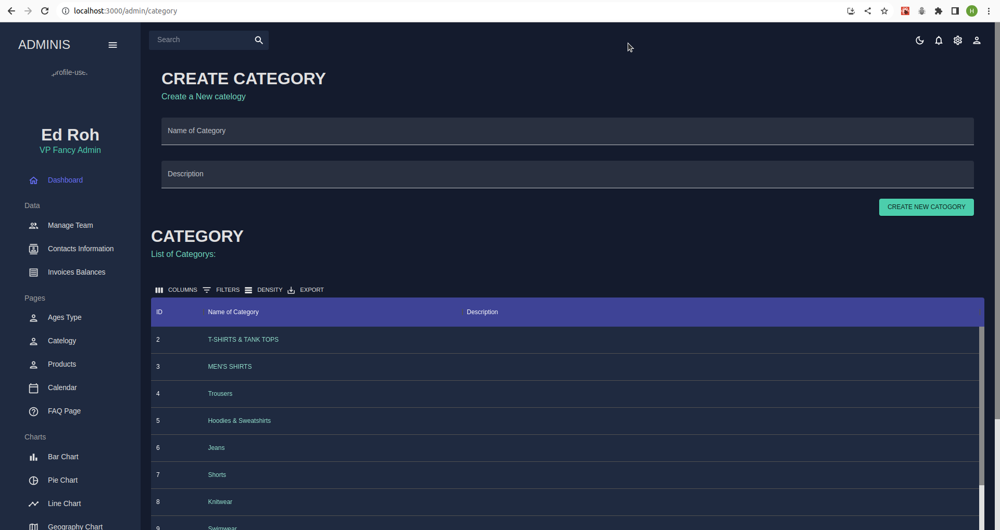 localhost:3000/admin/category
H
ADMINIS
Search
profile-user
Ed Roh
VP Fancy Admin
Dashboard
Data
Manage Team
Contacts Information
Invoices Balances
Pages
Ages Type
Catelogy
Products
Calendar
FAQ Page
Charts
Bar Chart
Pie Chart
Line Chart
Geography Chart
CREATE CATEGORY
Create a New catelogy
Name of Category
Description
CREATE NEW CATOGORY
CATEGORY
List of Categorys:
COLUMNS FILTERS DENSITY EXPORT
ID Name of Category Description
2 T-SHIRTS & TANK TOPS
3 MEN'S SHIRTS
4 Trousers
5 Hoodies & Sweatshirts
6 Jeans
7 Shorts
8 Knitwear
9 Swimwear